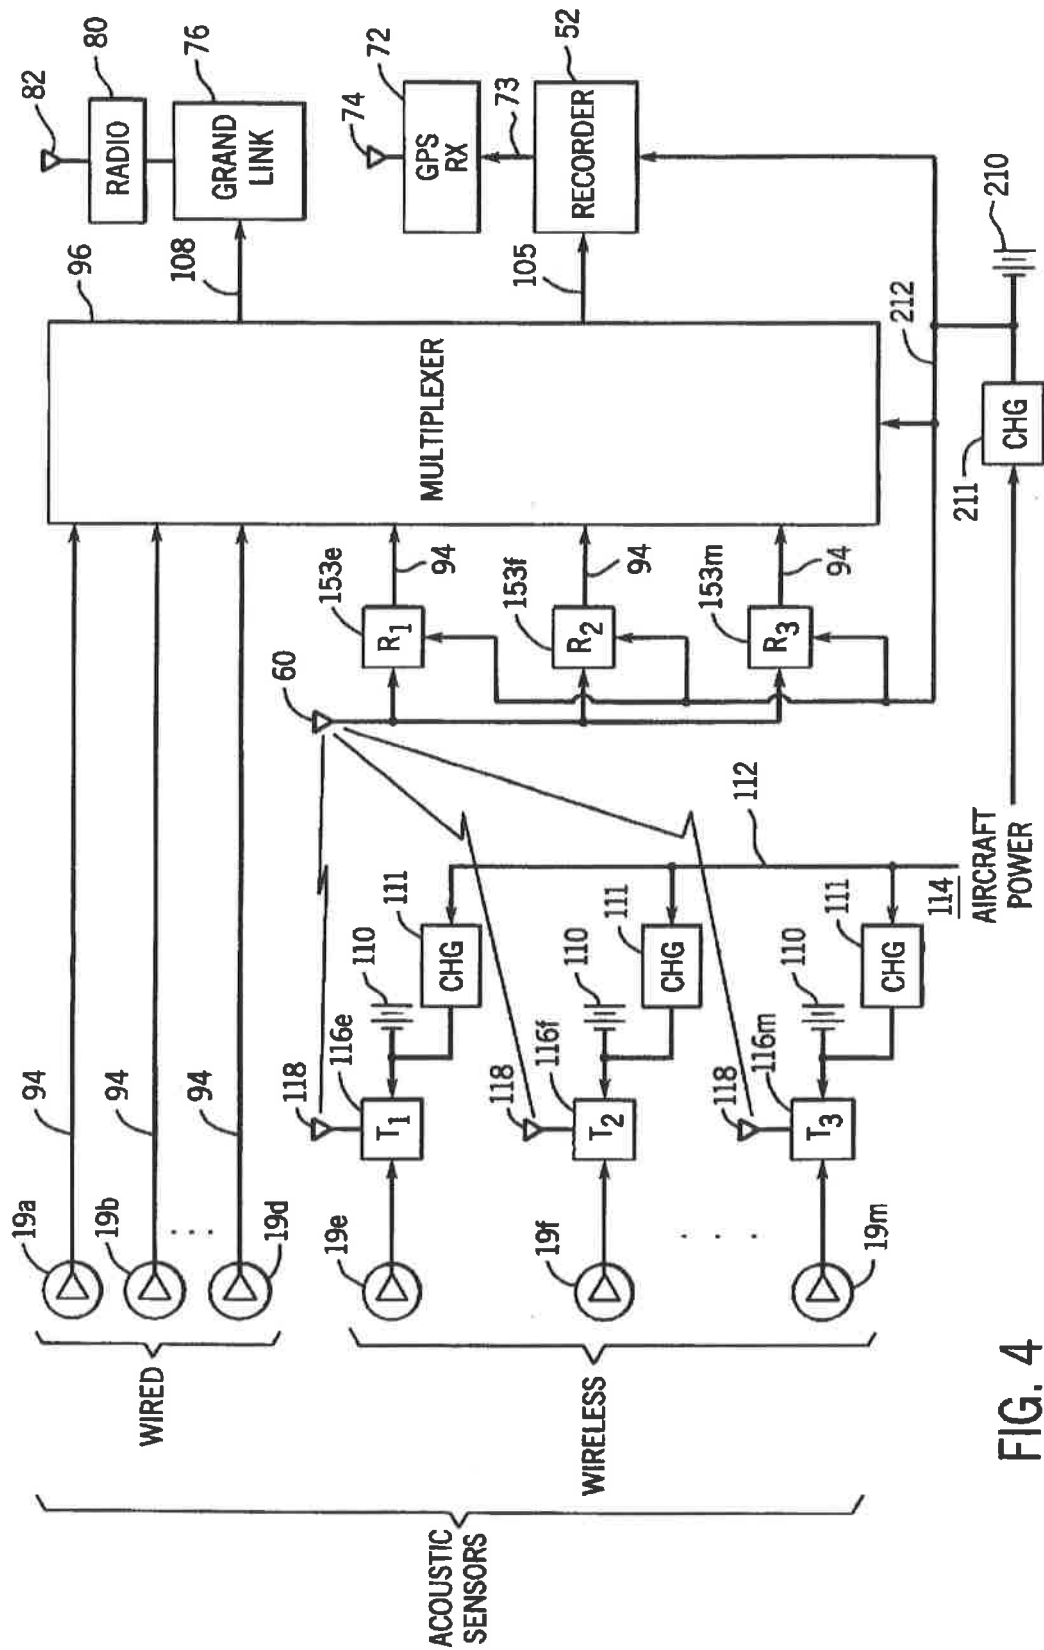 82
80
76
RADIO
GRAND
LINK
108
96
74
72
73
52
GPS
RX
RECORDER
105
MULTIPLEXER
210
212
211
CHG
94
94
94
153e
R1
94
153f
R2
94
153m
R3
94
60
112
114
AIRCRAFT
POWER
118
116e
T1
110
111
CHG
118
116f
T2
110
111
CHG
118
116m
T3
110
111
CHG
19a
19b
. . .
19d
19e
19f
. . . .
19m
WIRED
WIRELESS
ACOUSTIC
SENSORS
FIG. 4